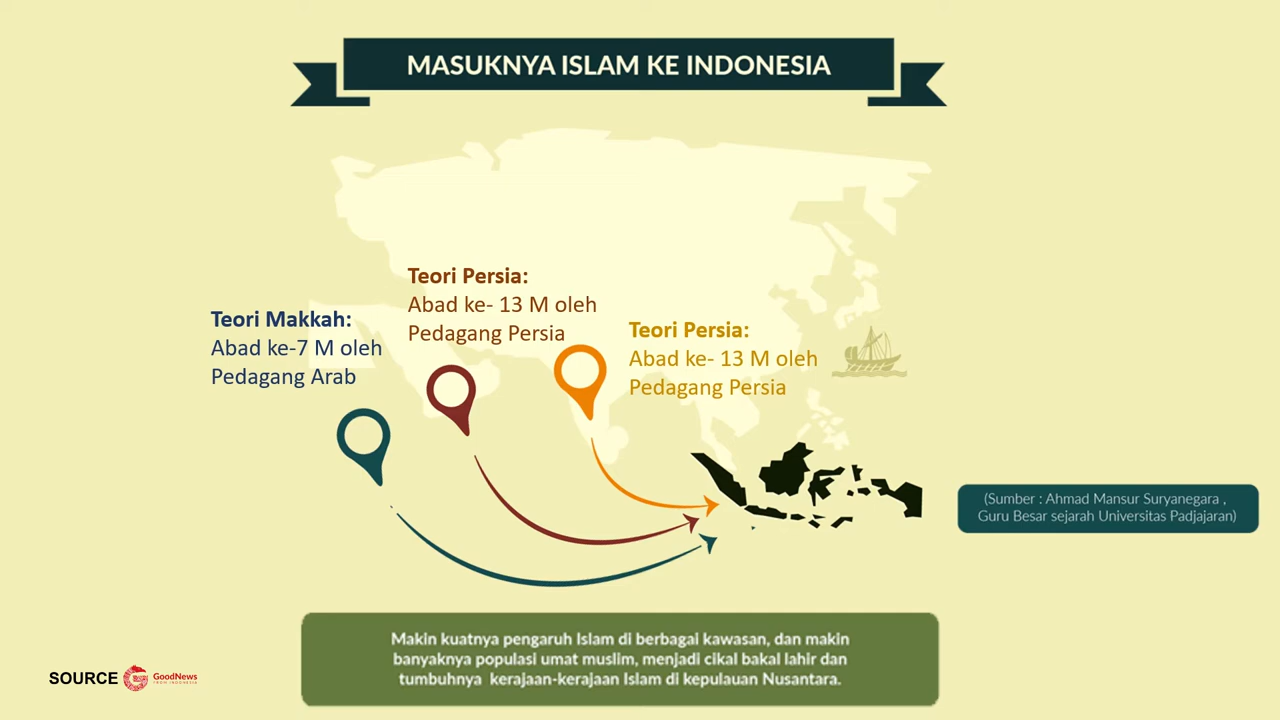 MASUKNYA ISLAM KE INDONESIA
Teori Makkah:
Abad ke-7 M oleh
Pedagang Arab
Teori Persia:
Abad ke- 13 M oleh
Pedagang Persia
Teori Persia:
Abad ke- 13 M oleh
Pedagang Persia
(Sumber : Ahmad Mansur Suryanegara ,
Guru Besar sejarah Universitas Padjajaran)
Makin kuatnya pengaruh Islam di berbagai kawasan, dan makin
banyaknya populasi umat muslim, menjadi cikal bakal lahir dan
tumbuhnya kerajaan-kerajaan Islam di kepulauan Nusantara.
SOURCE GoodNews
FROM INDONESIA